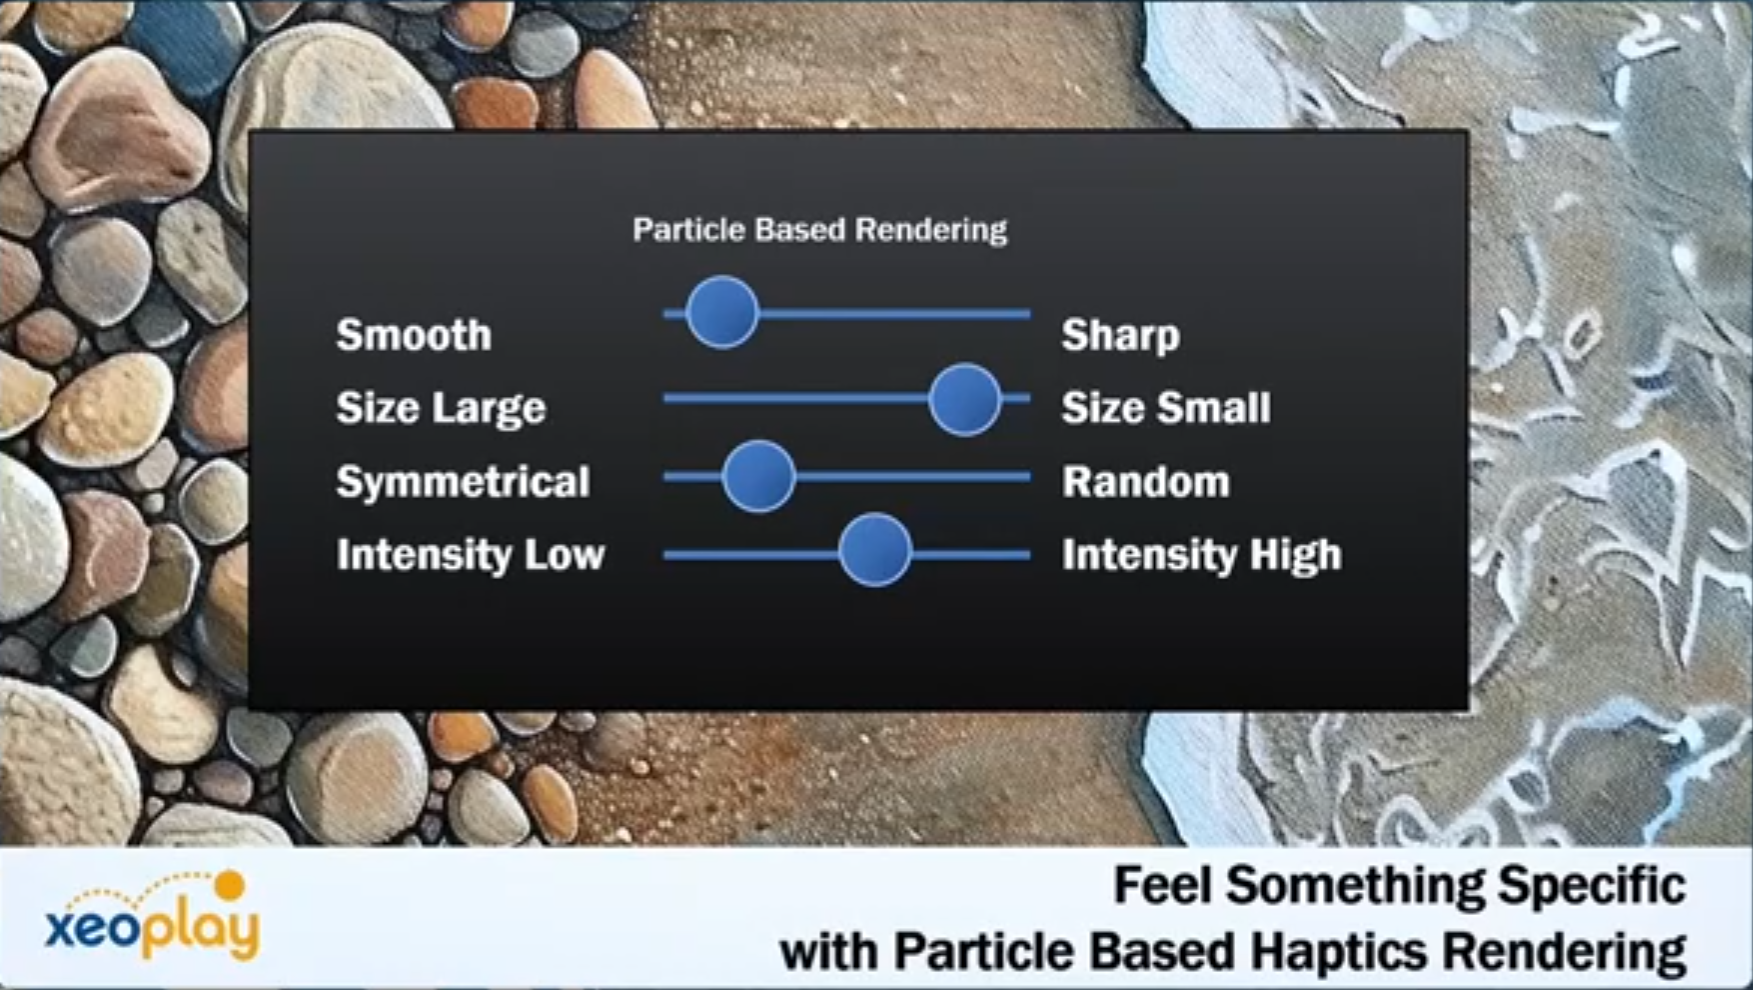 Particle Based Rendering
Smooth Sharp
Size Large Size Small
Symmetrical Random
Intensity Low Intensity High
xeoplay
Feel Something Specific
with Particle Based Haptics Rendering